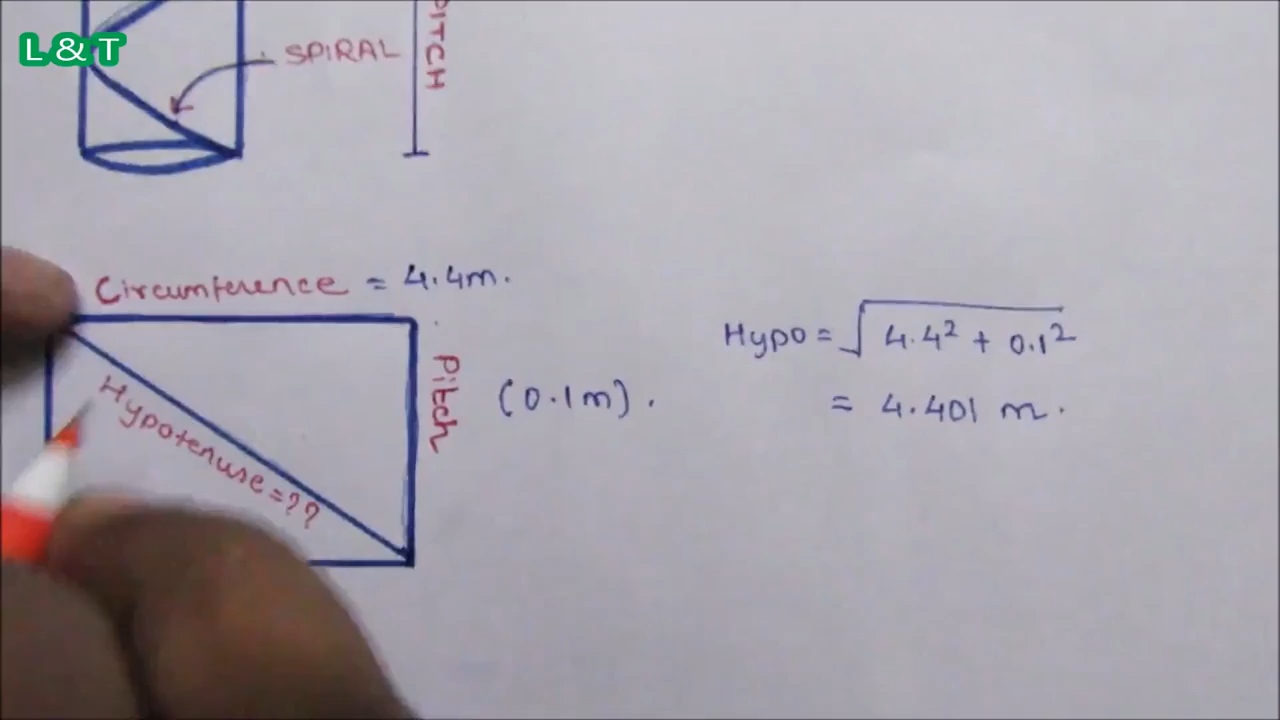 L & T
PITCH
SPIRAL
Circumference = 4.4m.
Pitch
(0.1m).
Hypotenuse = ??
Hypo = √4.4² + 0.1²
= 4.401 m.